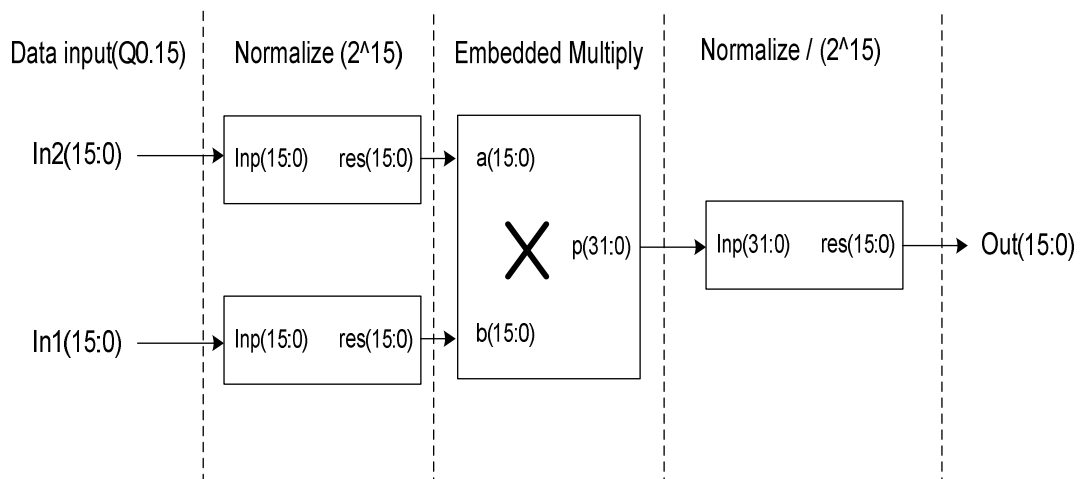 Data input(Q0.15)
Normalize (2^15)
Embedded Multiply
Normalize / (2^15)
In2(15:0)
Inp(15:0)
res(15:0)
a(15:0)
p(31:0)
Inp(31:0)
res(15:0)
Out(15:0)
In1(15:0)
Inp(15:0)
res(15:0)
b(15:0)